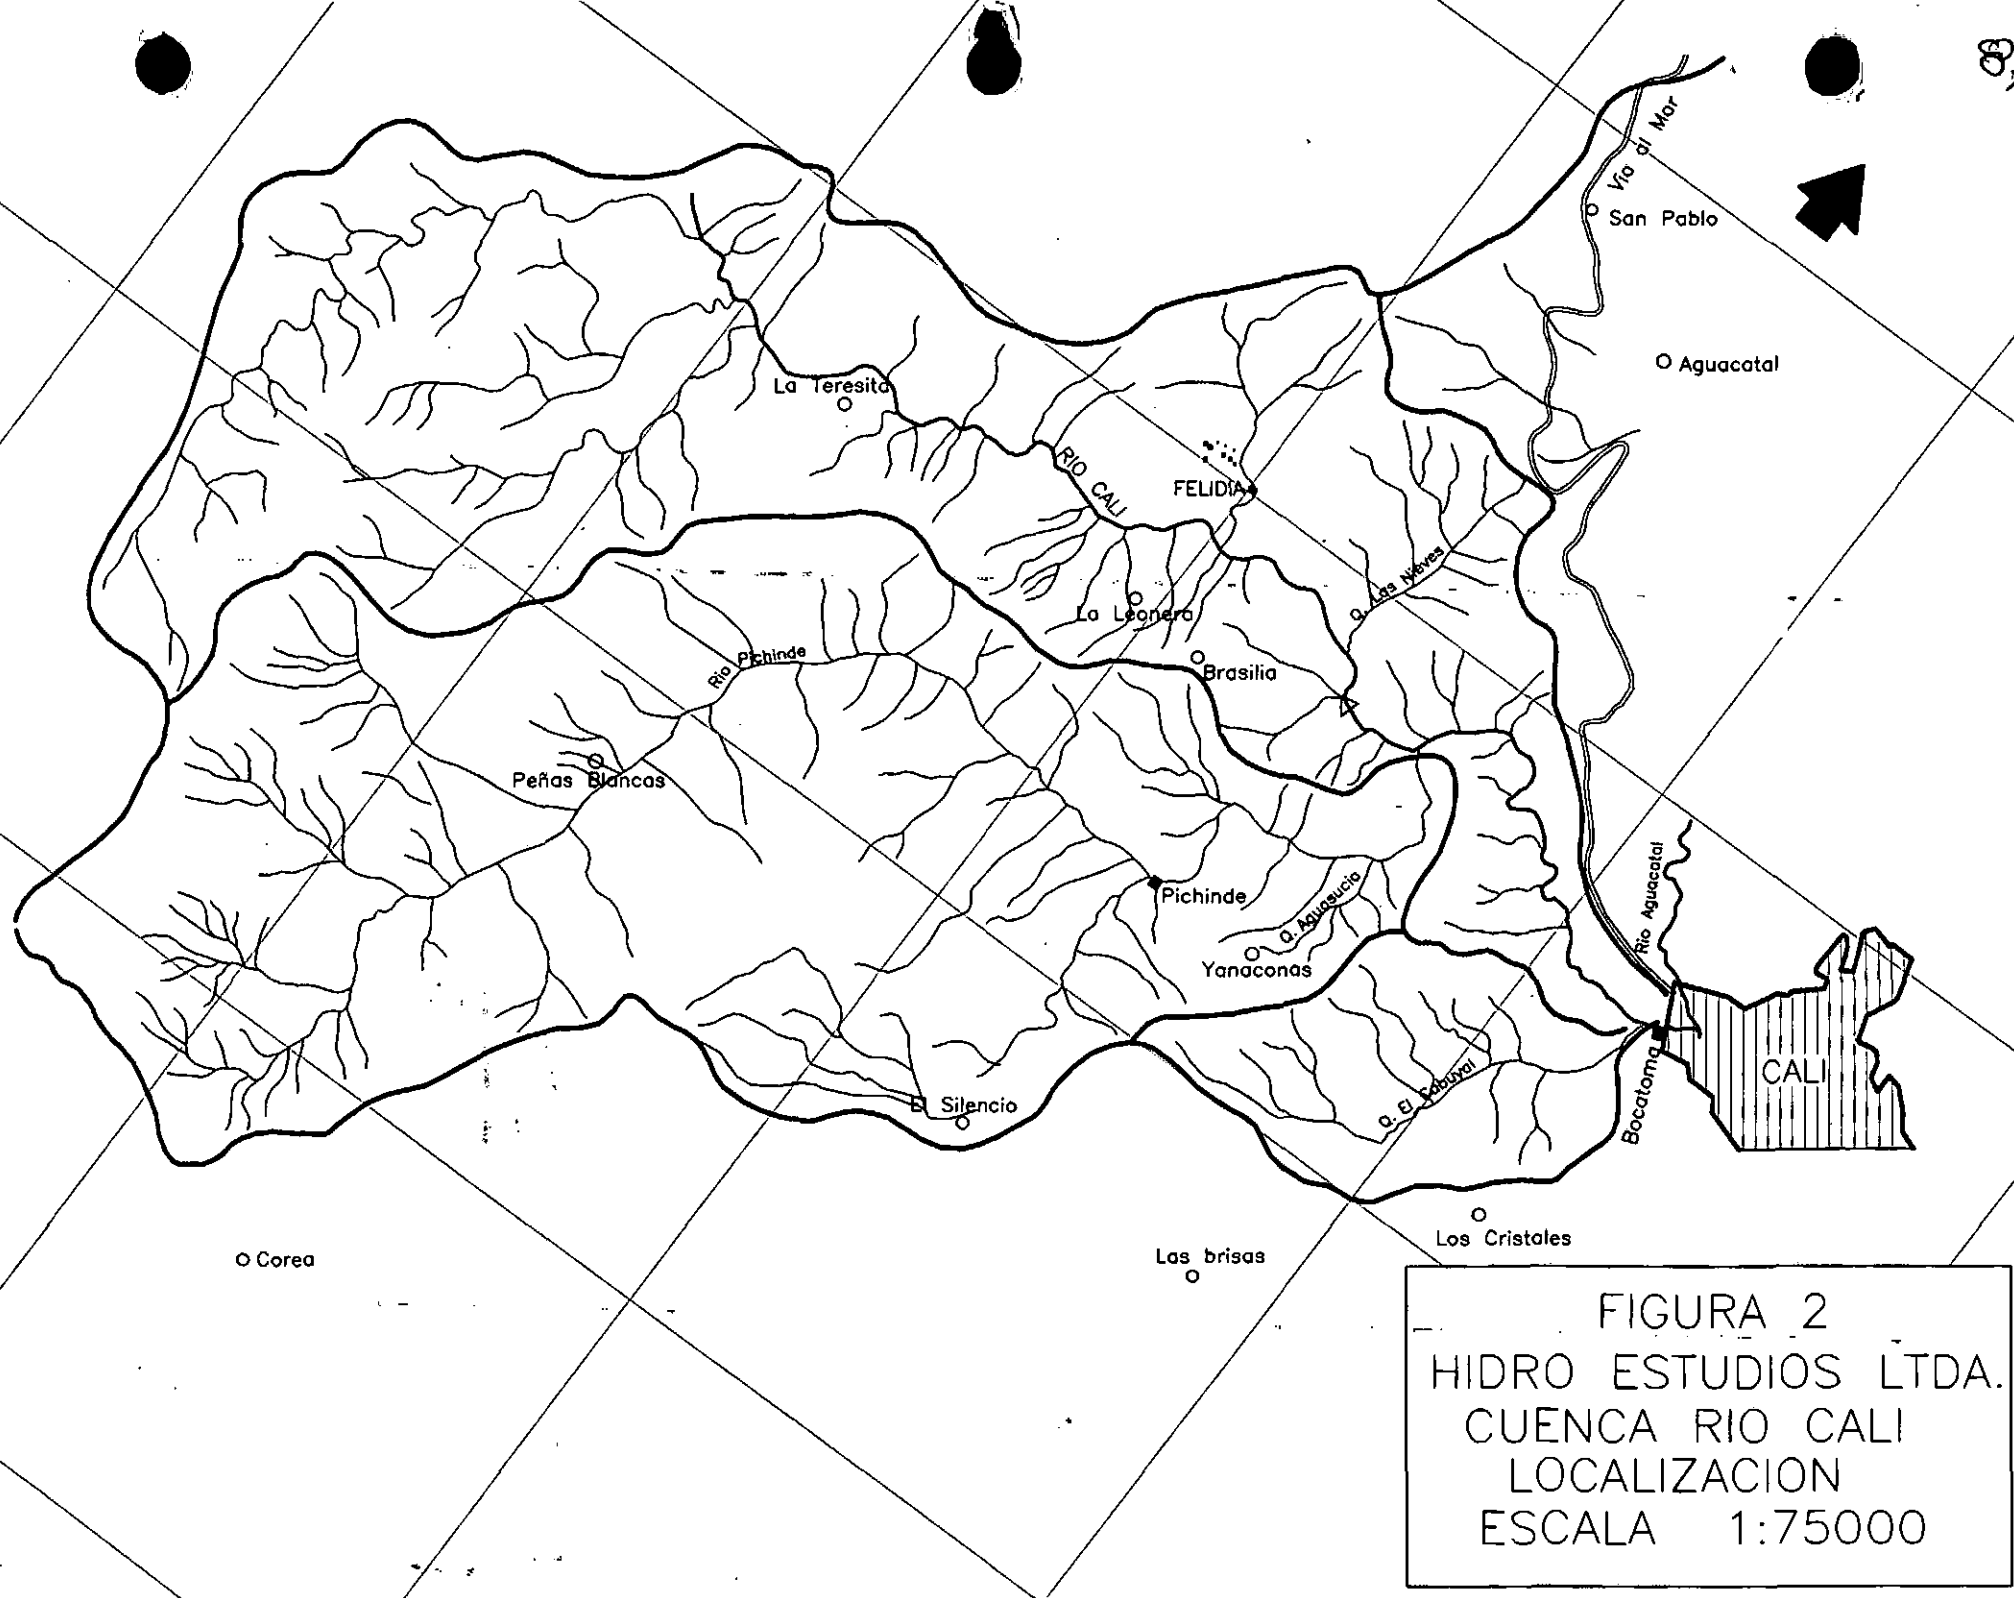 Via al Mar
San Pablo
Aguacatal
La Teresita
RIO CALI
FELIDIA
Q. Las Nieves
La Leonera
Brasilia
Rio Pichinde
Peñas Blancas
Pichinde
Q. Aguasucia
Yanaconas
Rio Aguacatal
CALI
Bocatoma
Q. El Cabuyal
El Silencio
Los Cristales
Las brisas
Corea
FIGURA 2
HIDRO ESTUDIOS LTDA.
CUENCA RIO CALI
LOCALIZACION
ESCALA 1:75000